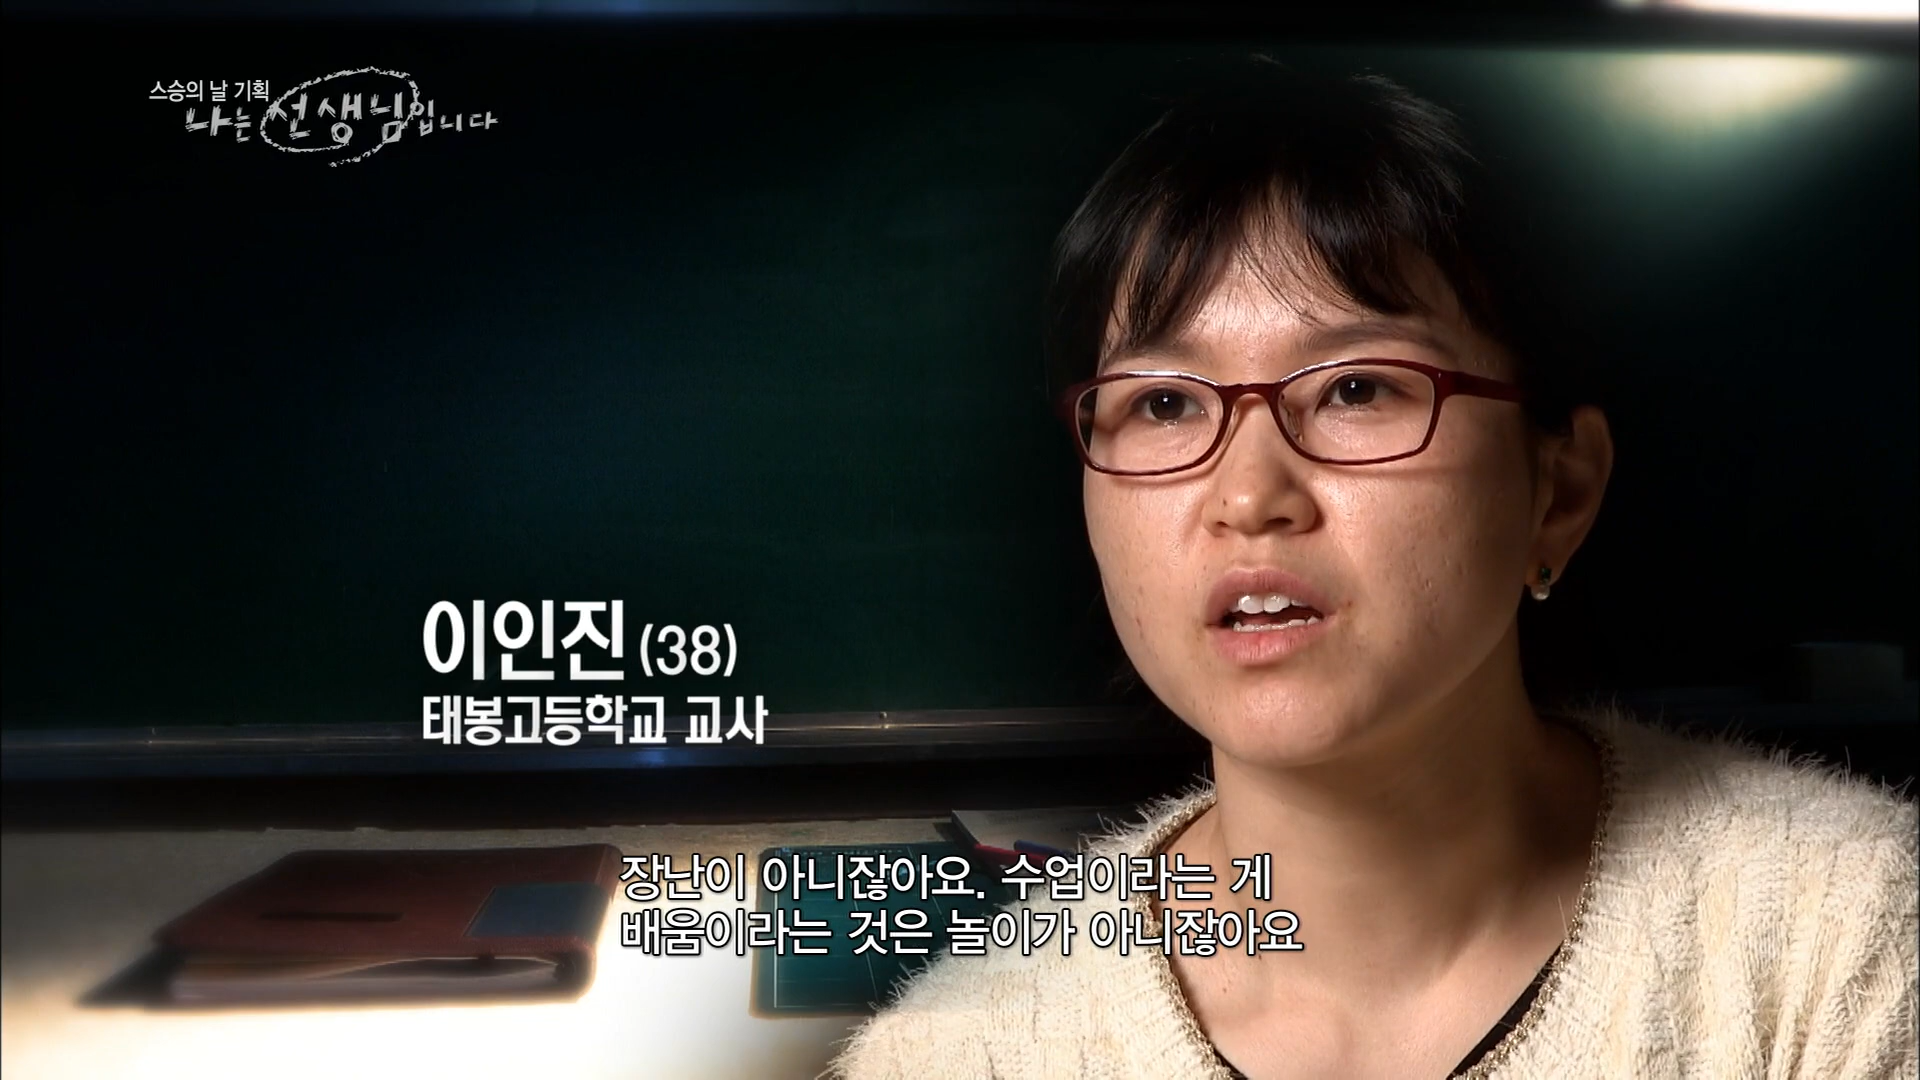 스승의 날 기획
나는 선생님입니다
이인진 (38)
태봉고등학교 교사
장난이 아니잖아요. 수업이라는 게
배움이라는 것은 놀이가 아니잖아요